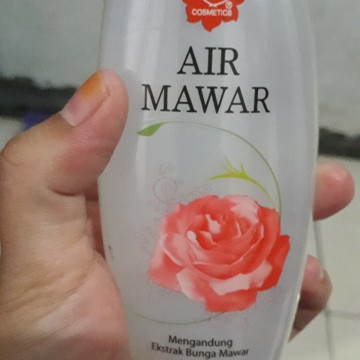 COSMETICS
AIR
MAWAR
Mengandung
Ekstrak Bunga Mawar